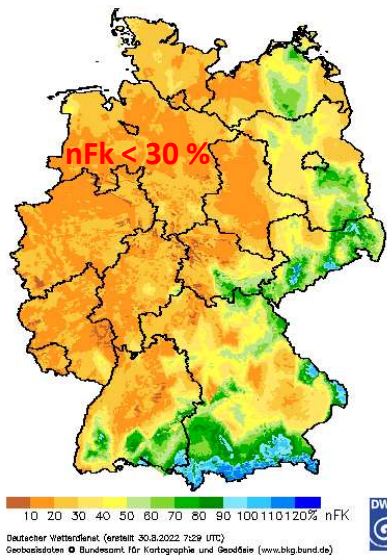 nFk < 30 %
10 20 30 40 50 60 70 80 90 100 110 120% nFK
Deutscher Wetterdienst (erstellt 30.8.2022 7:29 UTC)
Geobasisdaten © Bundesamt für Kartographie und Geodäsie (www.bkg.bund.de)
DW